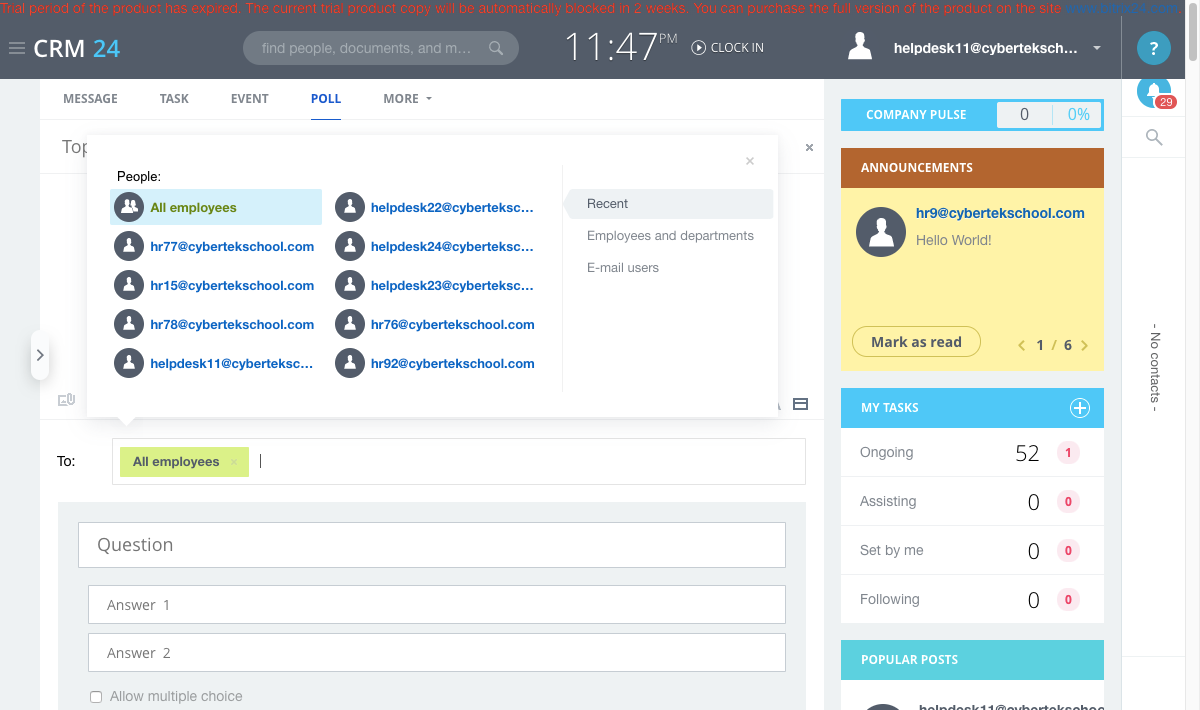 Trial period of the product has expired. The current trial product copy will be automatically blocked in 2 weeks. You can purchase the full version of the product on the site
CRM 24
find people, documents, and m...
11:47 PM
CLOCK IN
helpdesk11@cyberteksch...
?
29
MESSAGE
TASK
EVENT
POLL
MORE
COMPANY PULSE
0
0%
Top
×
×
People:
All employees
helpdesk22@cyberteksc...
hr77@cybertekschool.com
helpdesk24@cyberteksc...
hr15@cybertekschool.com
helpdesk23@cyberteksc...
hr78@cybertekschool.com
hr76@cybertekschool.com
helpdesk11@cyberteksc...
hr92@cybertekschool.com
Recent
Employees and departments
E-mail users
To:
All employees ×
Question
Answer 1
Answer 2
Allow multiple choice
ANNOUNCEMENTS
hr9@cybertekschool.com
Hello World!
Mark as read
1 / 6
MY TASKS
Ongoing 52 1
Assisting 0 0
Set by me 0 0
Following 0 0
POPULAR POSTS
- No contacts -